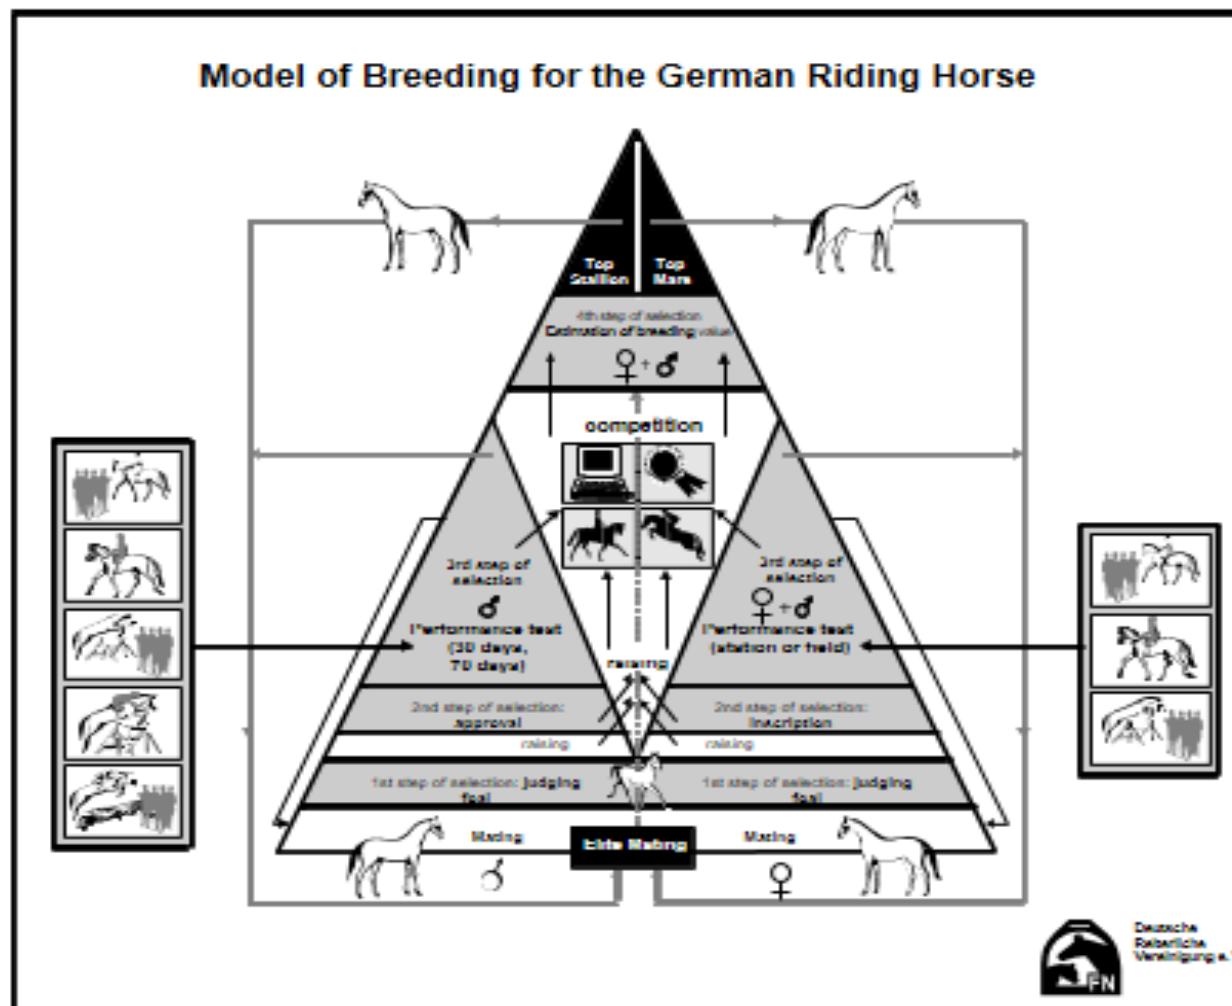 Model of Breeding for the German Riding Horse
Top
Stallion
Top
Mare
4th step of selection
Estimation of breeding value
competition
3rd step of
selection
Performance test
(30 days,
70 days)
3rd step of
selection
Performance test
(station or field)
raising
2nd step of selection:
approval
2nd step of selection:
inscription
raising
raising
1st step of selection: judging
foal
1st step of selection: judging
foal
Mating
Elite Mating
Mating
Deutsche
Reiterliche
Vereinigung e.V
FN